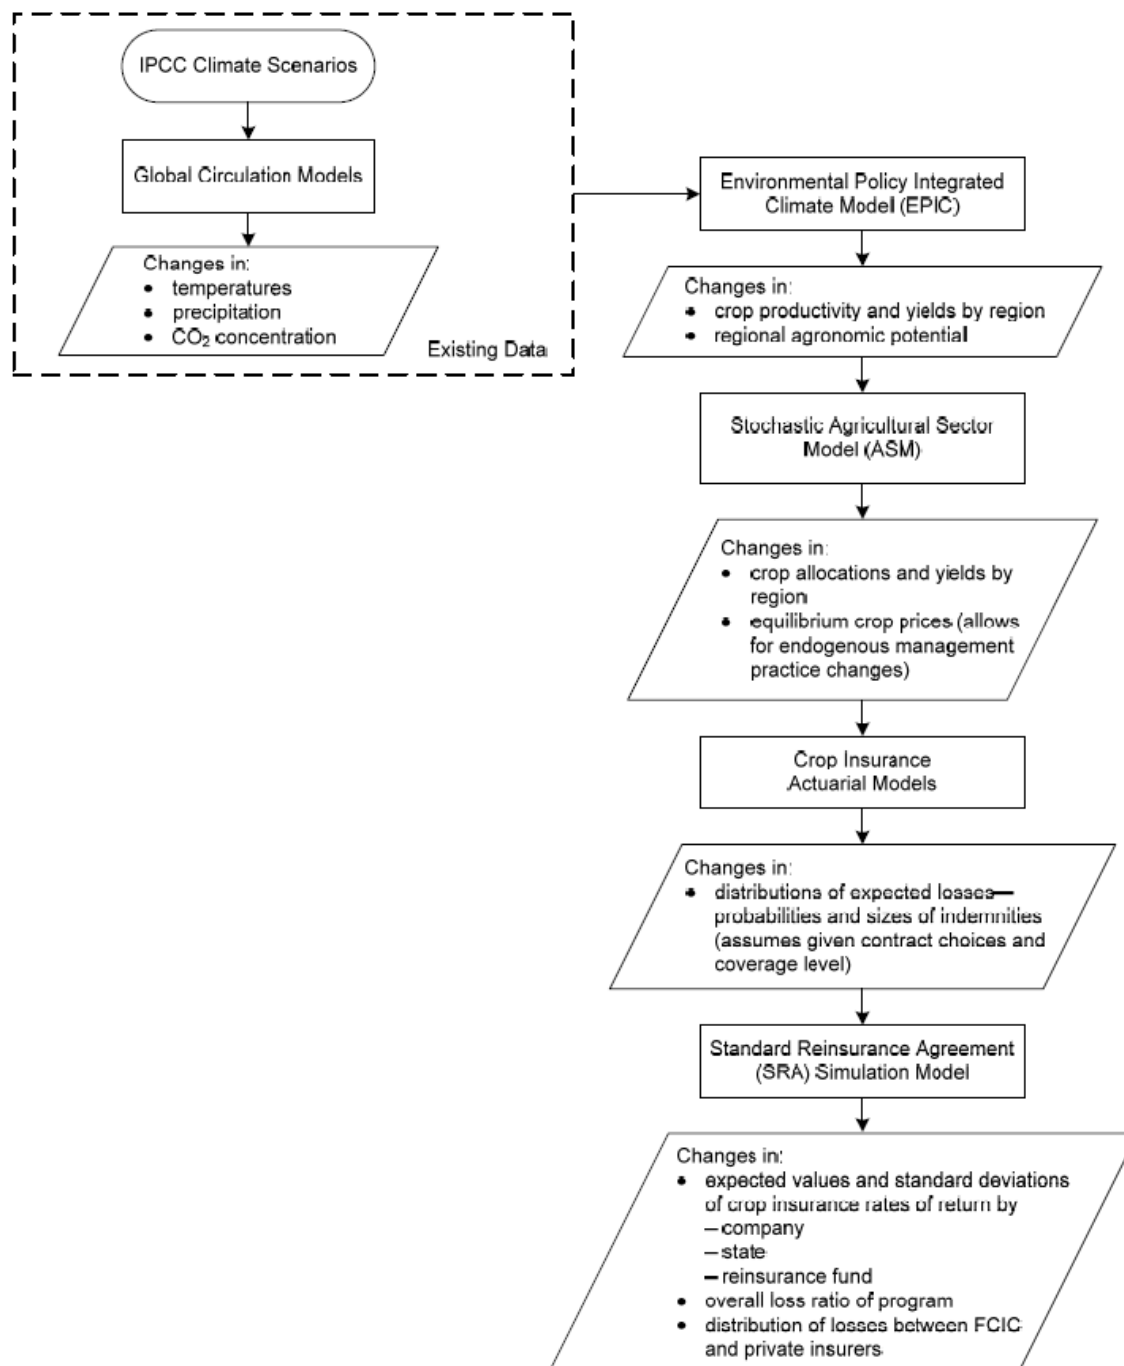 IPCC Climate Scenarios
Global Circulation Models
Changes in:
• temperatures
• precipitation
• CO₂ concentration
Existing Data
Environmental Policy Integrated
Climate Model (EPIC)
Changes in:
• crop productivity and yields by region
• regional agronomic potential
Stochastic Agricultural Sector
Model (ASM)
Changes in:
• crop allocations and yields by
region
• equilibrium crop prices (allows
for endogenous management
practice changes)
Crop Insurance
Actuarial Models
Changes in:
• distributions of expected losses—
probabilities and sizes of indemnities
(assumes given contract choices and
coverage level)
Standard Reinsurance Agreement
(SRA) Simulation Model
Changes in:
• expected values and standard deviations
of crop insurance rates of return by
– company
– state
– reinsurance fund
• overall loss ratio of program
• distribution of losses between FCIC
and private insurers